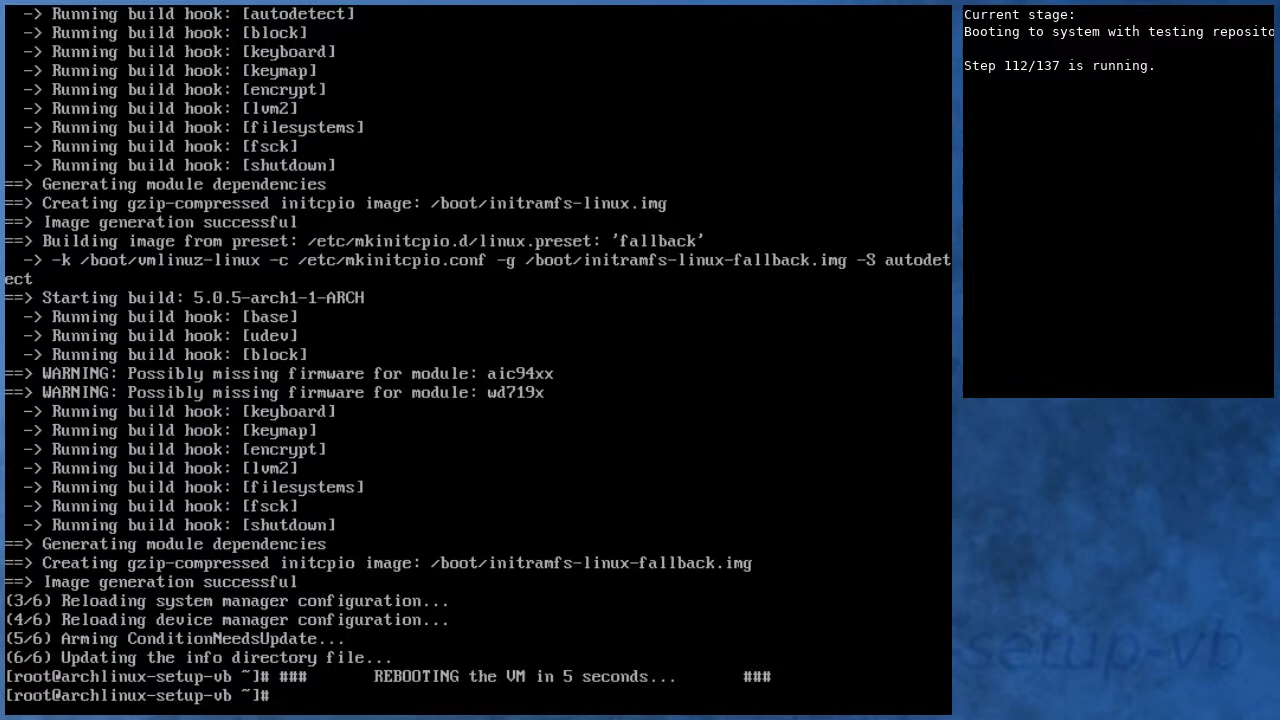 -> Running build hook: [autodetect]
  -> Running build hook: [block]
  -> Running build hook: [keyboard]
  -> Running build hook: [keymap]
  -> Running build hook: [encrypt]
  -> Running build hook: [lvm2]
  -> Running build hook: [filesystems]
  -> Running build hook: [fsck]
  -> Running build hook: [shutdown]
==> Generating module dependencies
==> Creating gzip-compressed initcpio image: /boot/initramfs-linux.img
==> Image generation successful
==> Building image from preset: /etc/mkinitcpio.d/linux.preset: 'fallback'
  -> -k /boot/vmlinuz-linux -c /etc/mkinitcpio.conf -g /boot/initramfs-linux-fallback.img -S autodet
ect
==> Starting build: 5.0.5-arch1-1-ARCH
  -> Running build hook: [base]
  -> Running build hook: [udev]
  -> Running build hook: [block]
==> WARNING: Possibly missing firmware for module: aic94xx
==> WARNING: Possibly missing firmware for module: wd719x
  -> Running build hook: [keyboard]
  -> Running build hook: [keymap]
  -> Running build hook: [encrypt]
  -> Running build hook: [lvm2]
  -> Running build hook: [filesystems]
  -> Running build hook: [fsck]
  -> Running build hook: [shutdown]
==> Generating module dependencies
==> Creating gzip-compressed initcpio image: /boot/initramfs-linux-fallback.img
==> Image generation successful
(3/6) Reloading system manager configuration...
(4/6) Reloading device manager configuration...
(5/6) Arming ConditionNeedsUpdate...
(6/6) Updating the info directory file...
[root@archlinux-setup-vb ~]# ###       REBOOTING the VM in 5 seconds...       ###
[root@archlinux-setup-vb ~]#
Current stage:
Booting to system with testing reposito
Step 112/137 is running.
setup-vb